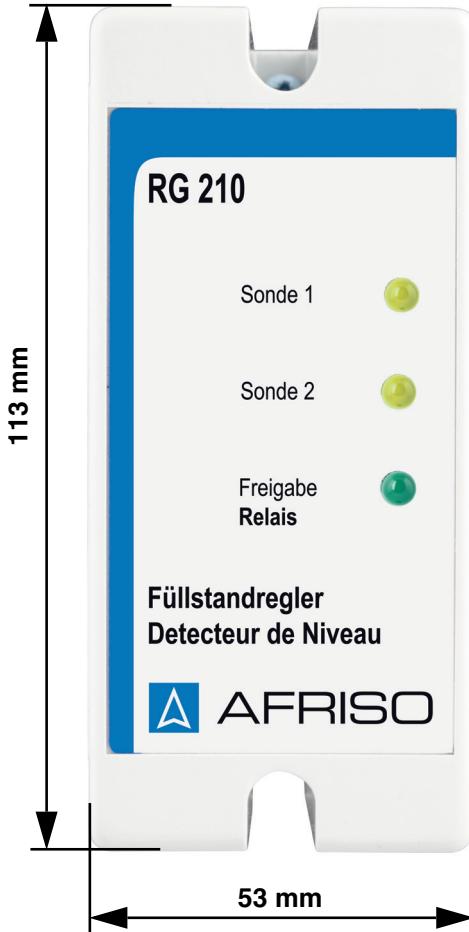 113 mm
RG 210
Sonde 1
Sonde 2
Freigabe
Relais
Füllstandregler
Detecteur de Niveau
AFRISO
53 mm